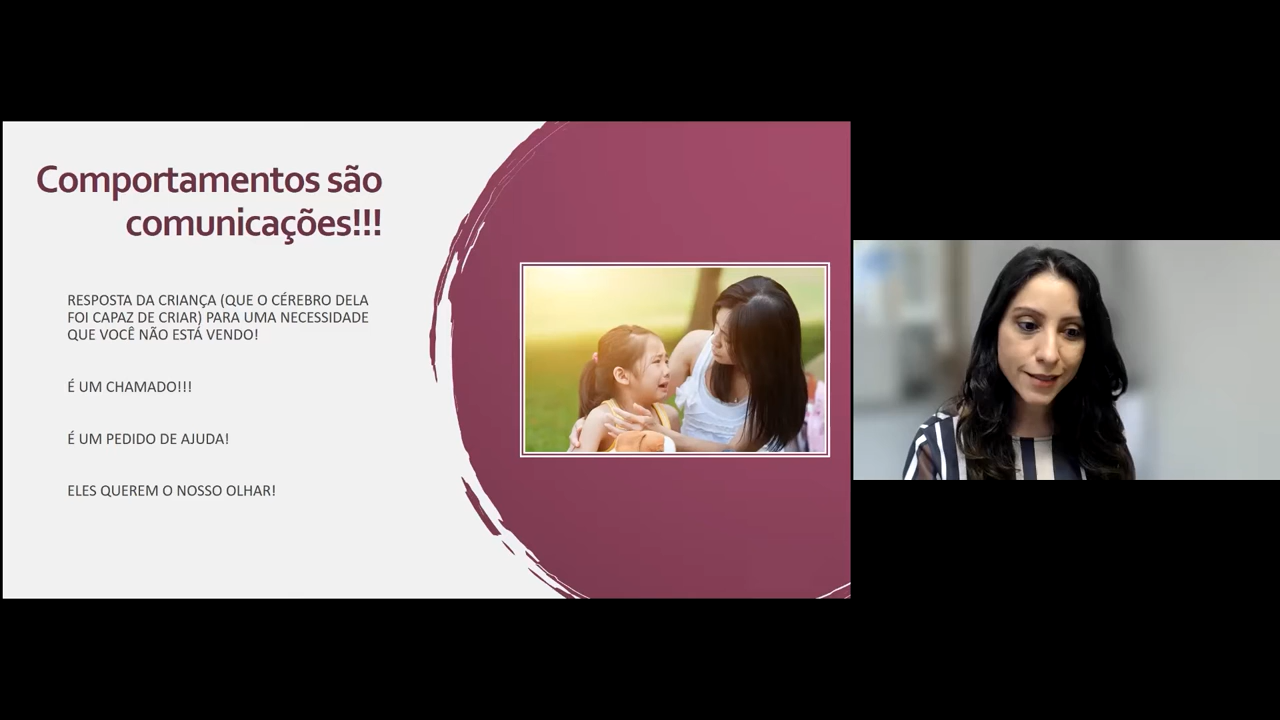 Comportamentos são
comunicações!!!
RESPOSTA DA CRIANÇA (QUE O CÉREBRO DELA
FOI CAPAZ DE CRIAR) PARA UMA NECESSIDADE
QUE VOCÊ NÃO ESTÁ VENDO!
É UM CHAMADO!!!
É UM PEDIDO DE AJUDA!
ELES QUEREM O NOSSO OLHAR!